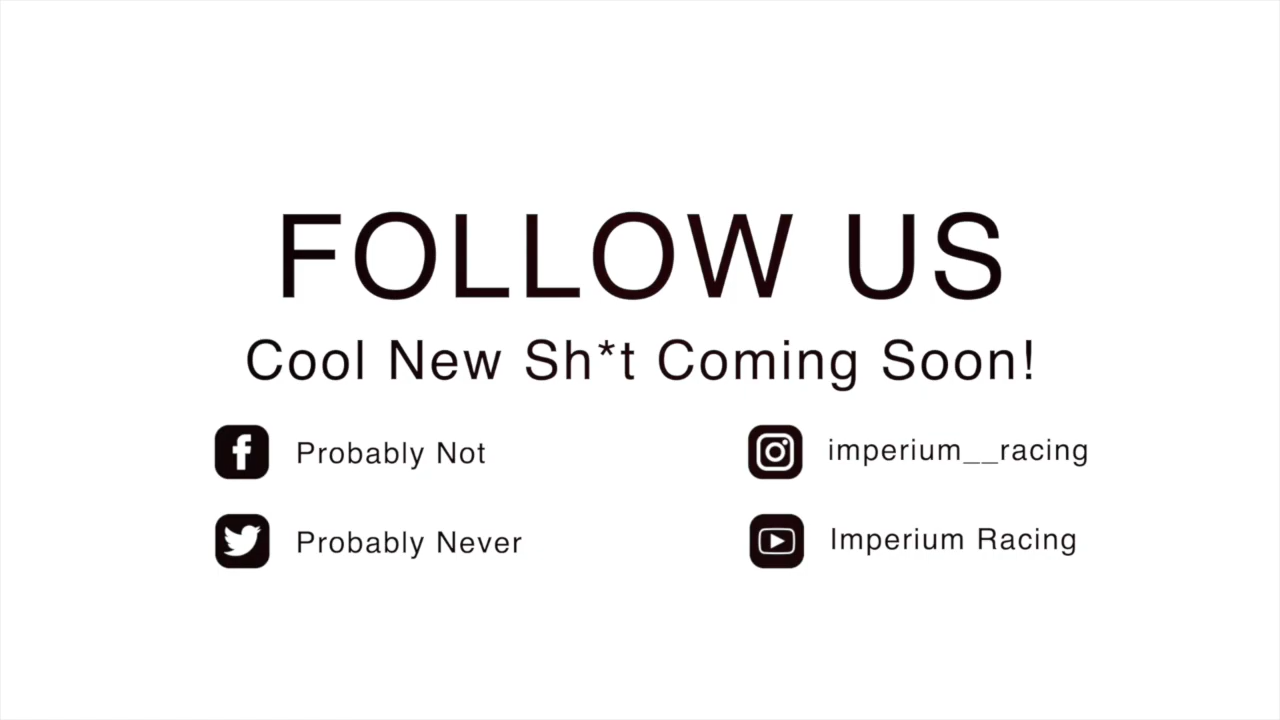 FOLLOW US
Cool New Sh*t Coming Soon!
Probably Not
imperium__racing
Probably Never
Imperium Racing